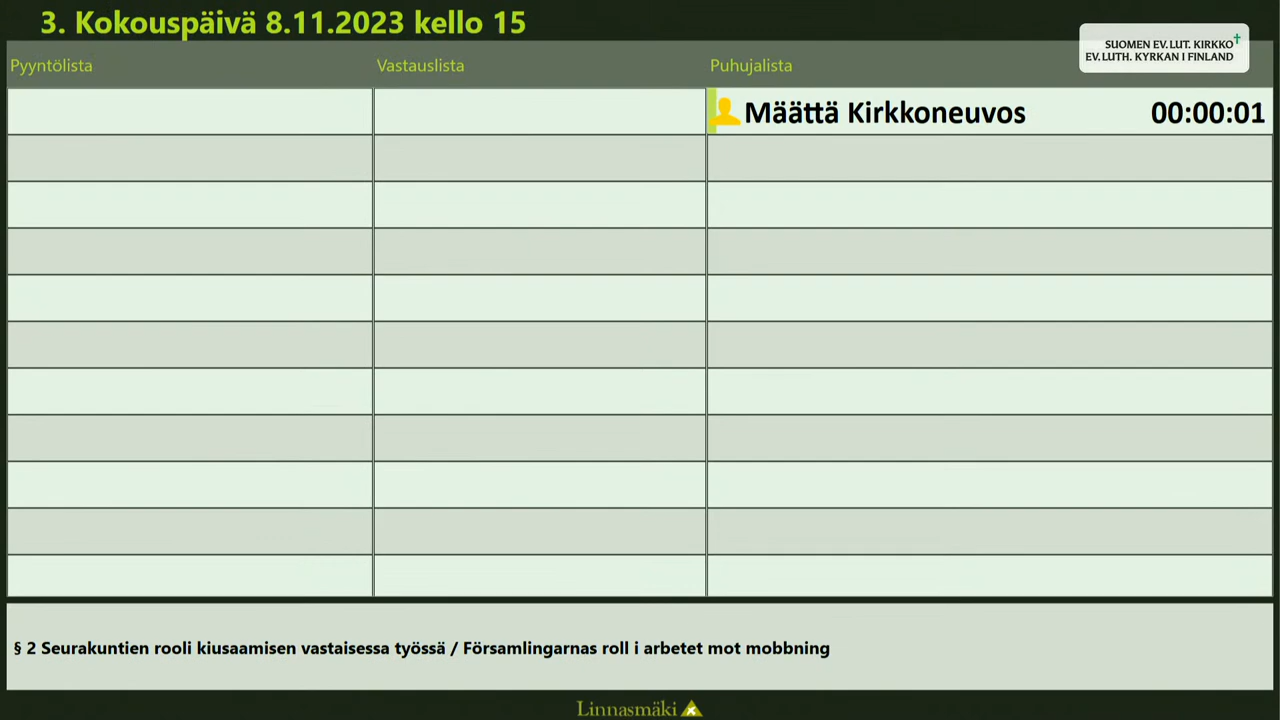 3. Kokouspäivä 8.11.2023 kello 15
SUOMEN EV. LUT. KIRKKO
EV. LUTH. KYRKAN I FINLAND
Pyyntölista
Vastauslista
Puhujalista
Määttä Kirkkoneuvos 00:00:01
§ 2 Seurakuntien rooli kiusaamisen vastaisessa työssä / Församlingarnas roll i arbetet mot mobbning
Linnasmäki